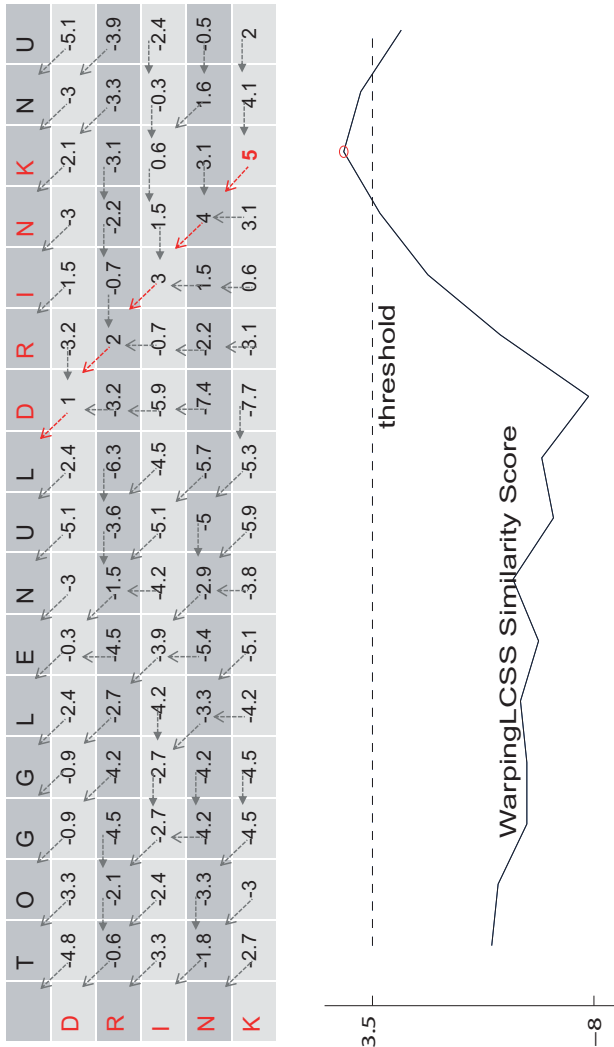 T O G G L E N U L D R I N K N U
D -4.8 -3.3 -0.9 -0.9 -2.4 -0.3 -3 -5.1 -2.4 1 -3.2 -1.5 -3 -2.1 -3 -5.1
R -0.6 -2.1 -4.5 -4.2 -2.7 -4.5 -1.5 -3.6 -6.3 -3.2 2 -0.7 -2.2 -3.1 -3.3 -3.9
I -3.3 -2.4 -2.7 -2.7 -4.2 -3.9 -4.2 -5.1 -4.5 -5.9 -0.7 3 1.5 0.6 -0.3 -2.4
N -1.8 -3.3 -4.2 -4.2 -3.3 -5.4 -2.9 -5 -5.7 -7.4 -2.2 1.5 4 3.1 1.6 -0.5
K -2.7 -3 -4.5 -4.5 -4.2 -5.1 -3.8 -5.9 -5.3 -7.7 -3.1 0.6 3.1 5 4.1 2
3.5
threshold
WarpingLCSS Similarity Score
−8